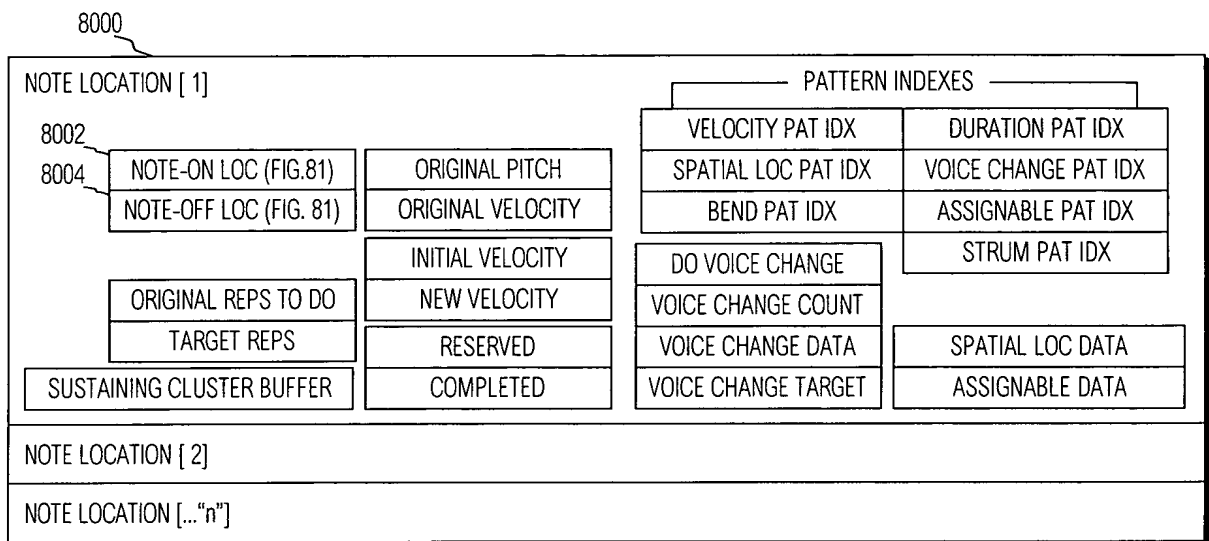 8000
NOTE LOCATION [ 1]
PATTERN INDEXES
8002
8004
NOTE-ON LOC (FIG.81)
NOTE-OFF LOC (FIG. 81)
ORIGINAL REPS TO DO
TARGET REPS
SUSTAINING CLUSTER BUFFER
ORIGINAL PITCH
ORIGINAL VELOCITY
INITIAL VELOCITY
NEW VELOCITY
RESERVED
COMPLETED
VELOCITY PAT IDX
SPATIAL LOC PAT IDX
BEND PAT IDX
DURATION PAT IDX
VOICE CHANGE PAT IDX
ASSIGNABLE PAT IDX
STRUM PAT IDX
DO VOICE CHANGE
VOICE CHANGE COUNT
VOICE CHANGE DATA
VOICE CHANGE TARGET
SPATIAL LOC DATA
ASSIGNABLE DATA
NOTE LOCATION [ 2]
NOTE LOCATION [..."n"]